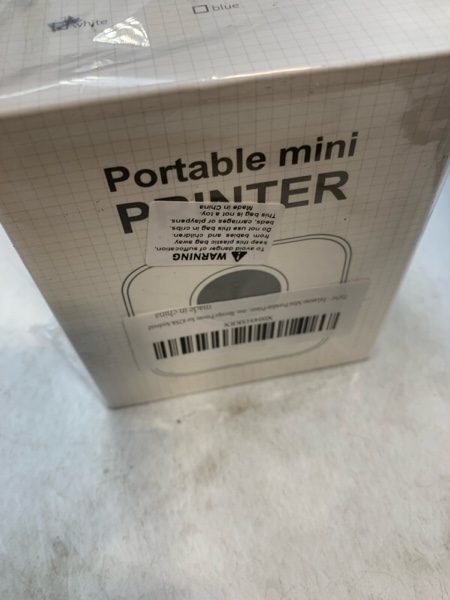 white
blue
Portable mini
PRINTER
WARNING
To avoid danger of suffocation,
keep this plastic bag away
from babies and children.
Do not use this bag in cribs,
beds, carriages or playpens.
This bag is not a toy.
Made in China
Portable
made in china